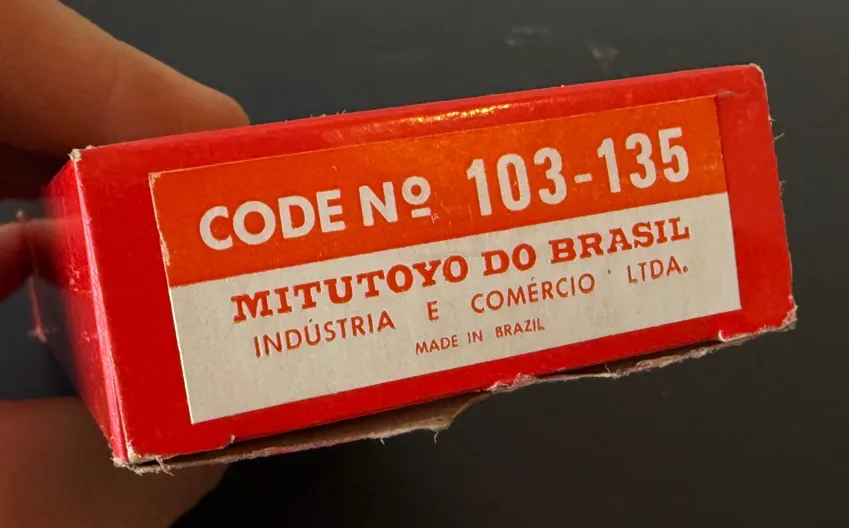 CODE Nº 103-135
MITUTOYO DO BRASIL
INDÚSTRIA E COMÉRCIO LTDA.
MADE IN BRAZIL